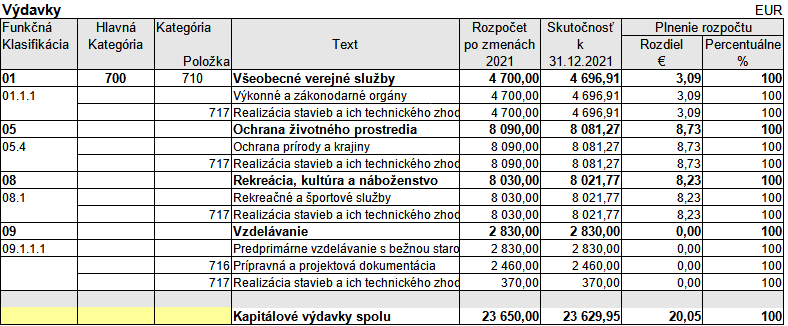 Výdavky EUR
Funkčná Hlavná Kategória Rozpočet Skutočnosť Plnenie rozpočtu
Klasifikácia Kategória Text po zmenách k Rozdiel Percentuálne
Položka 2021 31.12.2021 € %
01 700 710 Všeobecné verejné služby 4 700,00 4 696,91 3,09 100
01.1.1 Výkonné a zákonodarné orgány 4 700,00 4 696,91 3,09 100
717 Realizácia stavieb a ich technického zhod 4 700,00 4 696,91 3,09 100
05 Ochrana životného prostredia 8 090,00 8 081,27 8,73 100
05.4 Ochrana prírody a krajiny 8 090,00 8 081,27 8,73 100
717 Realizácia stavieb a ich technického zhod 8 090,00 8 081,27 8,73 100
08 Rekreácia, kultúra a náboženstvo 8 030,00 8 021,77 8,23 100
08.1 Rekreačné a športové služby 8 030,00 8 021,77 8,23 100
717 Realizácia stavieb a ich technického zhod 8 030,00 8 021,77 8,23 100
09 Vzdelávanie 2 830,00 2 830,00 0,00 100
09.1.1.1 Predprimárne vzdelávanie s bežnou staro 2 830,00 2 830,00 0,00 100
716 Prípravná a projektová dokumentácia 2 460,00 2 460,00 0,00 100
717 Realizácia stavieb a ich technického zhod 370,00 370,00 0,00 100
Kapitálové výdavky spolu 23 650,00 23 629,95 20,05 100